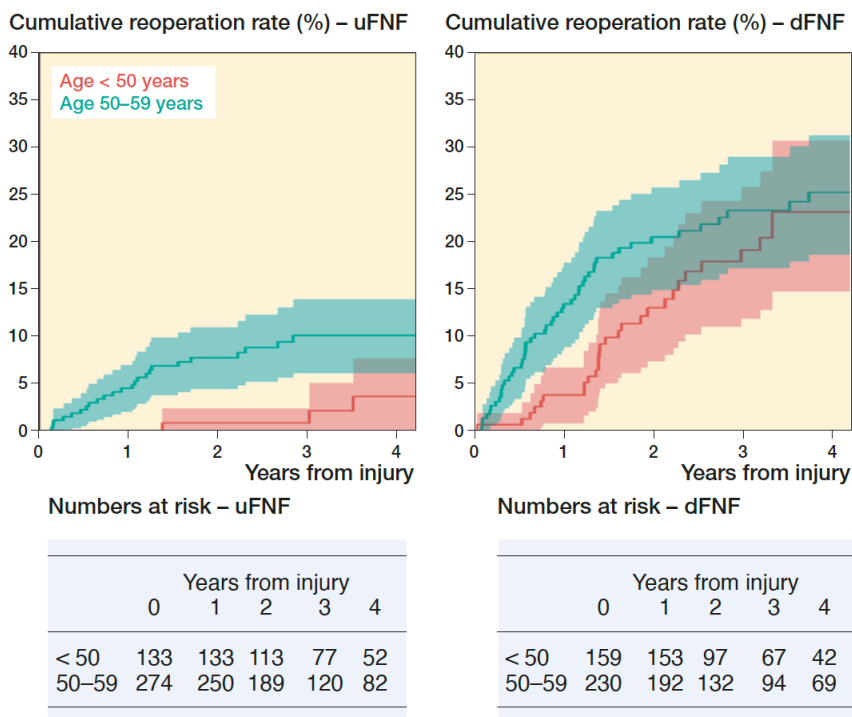 Cumulative reoperation rate (%) – uFNF
40
35
30
25
20
15
10
5
0
Age < 50 years
Age 50–59 years
0 1 2 3 4
Years from injury
Cumulative reoperation rate (%) – dFNF
40
35
30
25
20
15
10
5
0
0 1 2 3 4
Years from injury
Numbers at risk – uFNF
Years from injury
0 1 2 3 4
< 50 133 133 113 77 52
50–59 274 250 189 120 82
Numbers at risk – dFNF
Years from injury
0 1 2 3 4
< 50 159 153 97 67 42
50–59 230 192 132 94 69